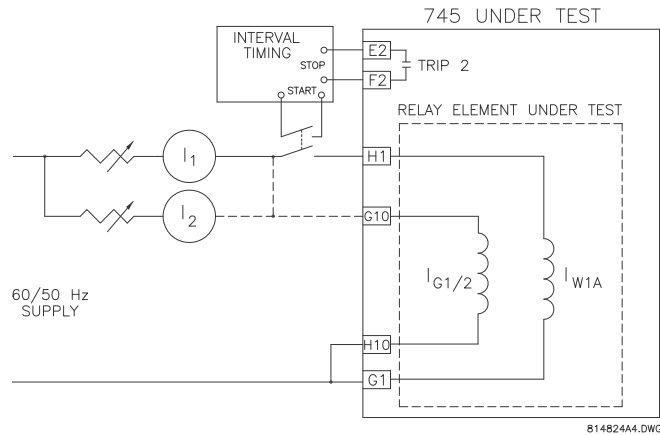 745 UNDER TEST
INTERVAL
TIMING
STOP
START
E2
F2
TRIP 2
RELAY ELEMENT UNDER TEST
I1
H1
I2
G10
IG1/2
IW1A
60/50 Hz
SUPPLY
H10
G1
814824A4.DWG